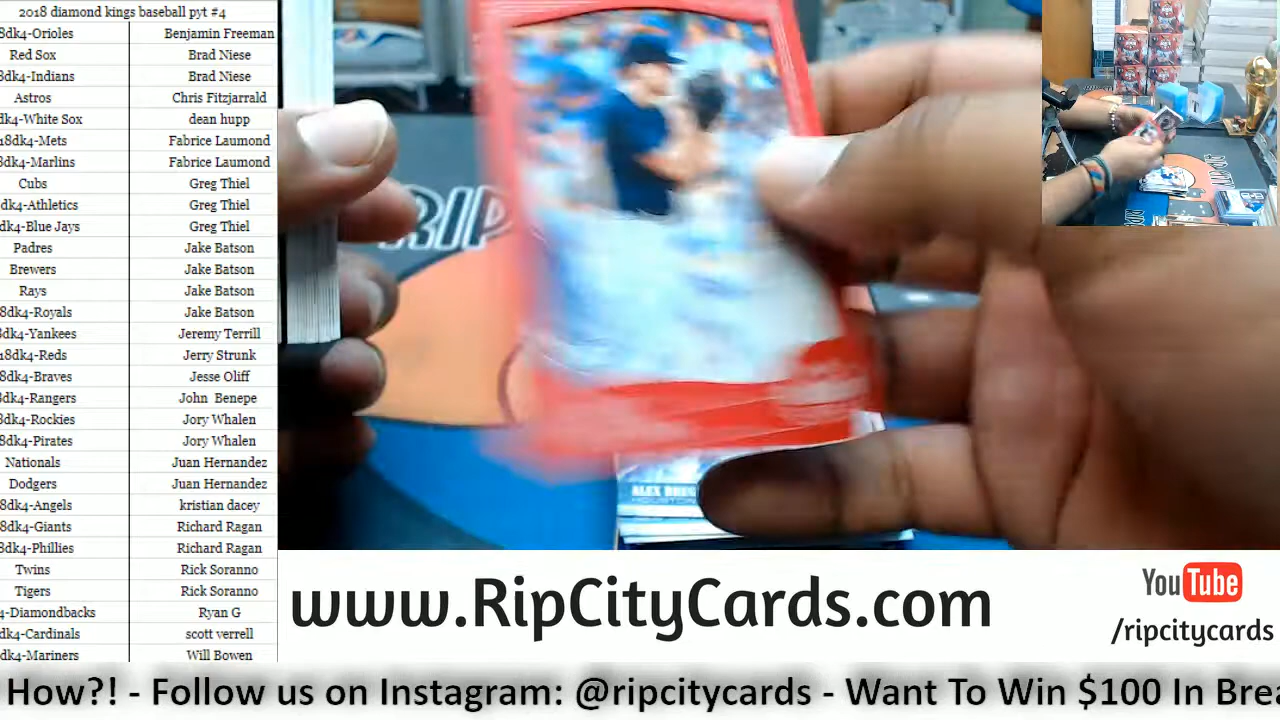 2018 diamond kings baseball pyt #4
8dk4-Orioles Benjamin Freeman
Red Sox Brad Niese
8dk4-Indians Brad Niese
Astros Chris Fitzjarrald
dk4-White Sox dean hupp
18dk4-Mets Fabrice Laumond
8dk4-Marlins Fabrice Laumond
Cubs Greg Thiel
dk4-Athletics Greg Thiel
dk4-Blue Jays Greg Thiel
Padres Jake Batson
Brewers Jake Batson
Rays Jake Batson
8dk4-Royals Jake Batson
8dk4-Yankees Jeremy Terrill
18dk4-Reds Jerry Strunk
8dk4-Braves Jesse Oliff
8dk4-Rangers John Benepe
8dk4-Rockies Jory Whalen
8dk4-Pirates Jory Whalen
Nationals Juan Hernandez
Dodgers Juan Hernandez
8dk4-Angels kristian dacey
8dk4-Giants Richard Ragan
8dk4-Phillies Richard Ragan
Twins Rick Soranno
Tigers Rick Soranno
4-Diamondbacks Ryan G
dk4-Cardinals scott verrell
dk4-Mariners Will Bowen
RIP
ALEX BREG
HOUSTON
www.RipCityCards.com
YouTube
/ripcitycards
How?! - Follow us on Instagram: @ripcitycards - Want To Win $100 In Brea